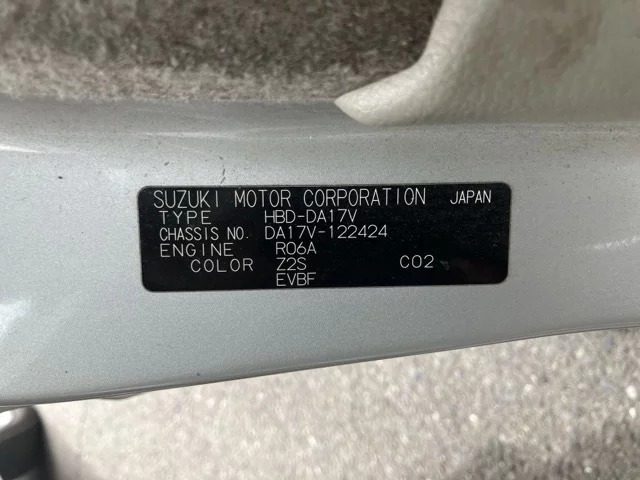 SUZUKI MOTOR CORPORATION JAPAN
TYPE HBD-DA17V
CHASSIS NO. DA17V-122424
ENGINE R06A
COLOR Z2S C02
EVBF